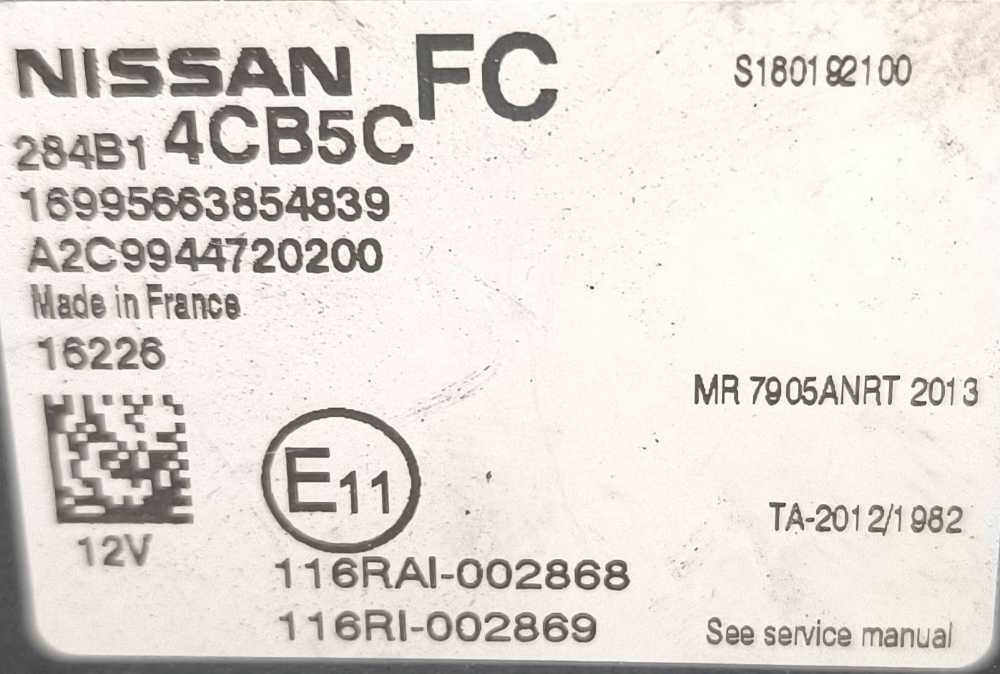 NISSAN FC
S180192100
284B1 4CB5C
16995663854839
A2C9944720200
Made in France
16226
MR 7905ANRT 2013
E11
TA-2012/1982
12V
116RAI-002868
116RI-002869
See service manual